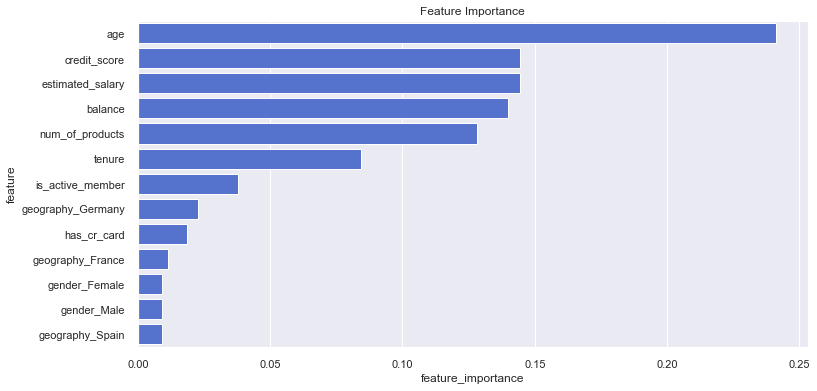 Feature Importance
age
credit_score
estimated_salary
balance
num_of_products
tenure
is_active_member
geography_Germany
has_cr_card
geography_France
gender_Female
gender_Male
geography_Spain
feature
0.00 0.05 0.10 0.15 0.20 0.25
feature_importance